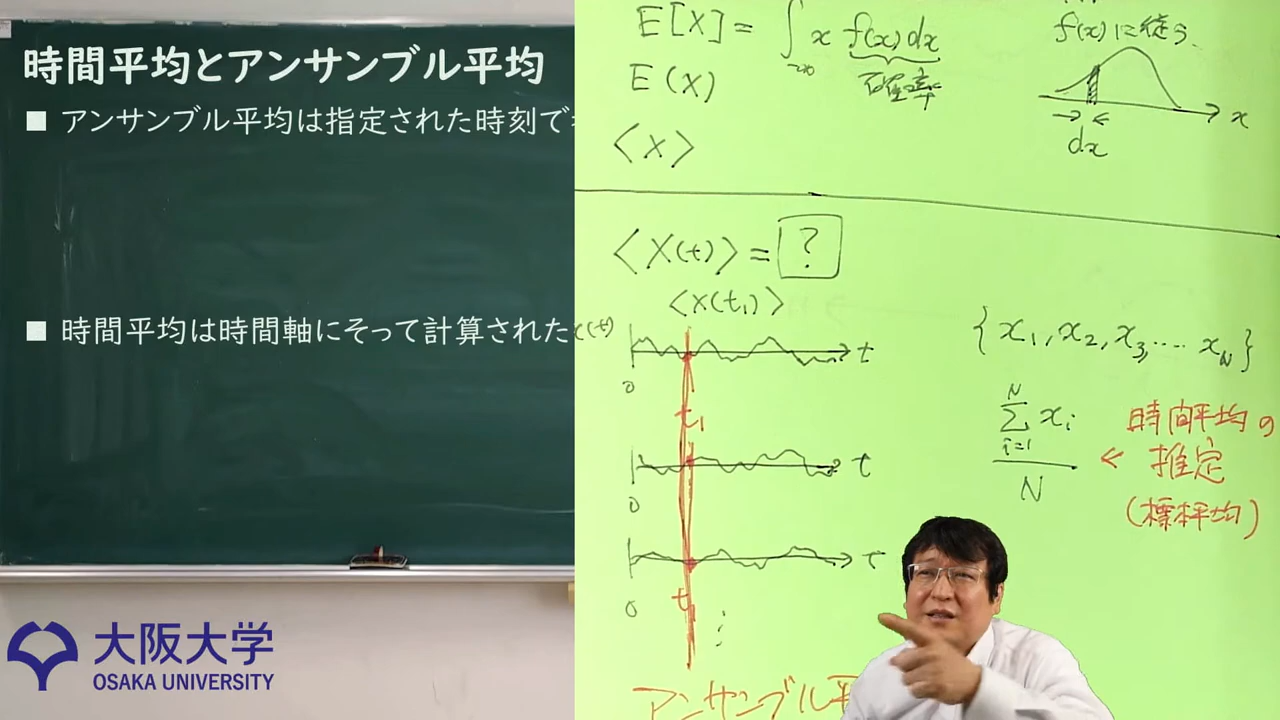 時間平均とアンサンブル平均
■ アンサンブル平均は指定された時刻で
■ 時間平均は時間軸にそって計算された
大阪大学
OSAKA UNIVERSITY
E[X] = ∫ x f(x) dx
-∞
確率
E(X)
<X>
f(x)に従う
x
dx
<X(t)> = ?
<X(t₁)>
x(t)
t
0
t₁
t
0
t
0
t₁
⋮
アンサンブル平
{x₁, x₂, x₃, .... x_N}
N
Σ xᵢ
i=1
N
< 時間平均の
推定
(標本平均)